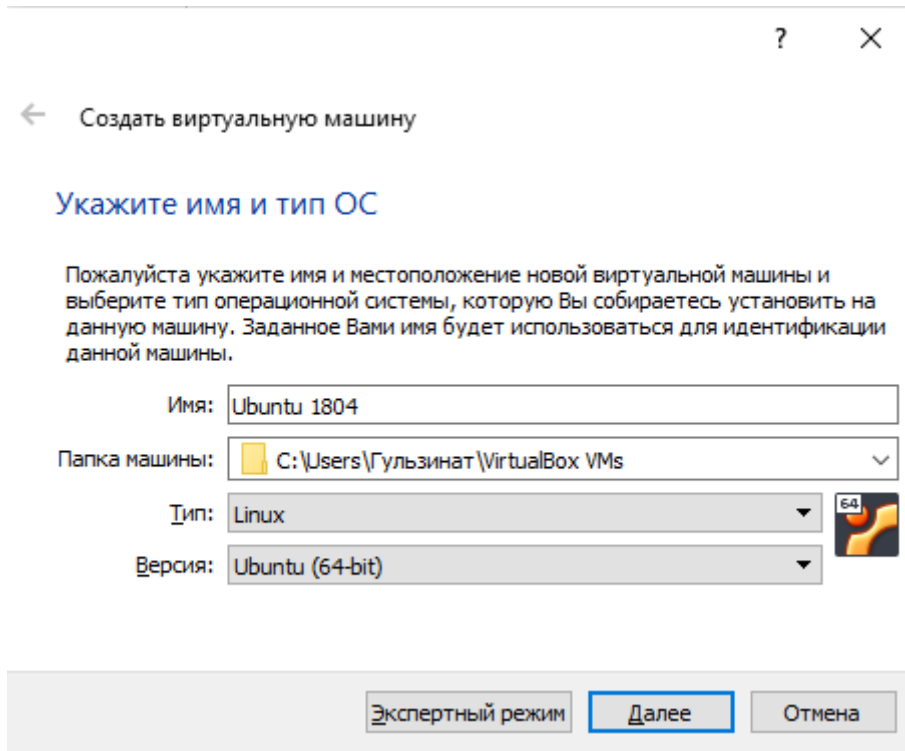 ?
Создать виртуальную машину
Укажите имя и тип ОС
Пожалуйста укажите имя и местоположение новой виртуальной машины и
выберите тип операционной системы, которую Вы собираетесь установить на
данную машину. Заданное Вами имя будет использоваться для идентификации
данной машины.
Имя: Ubuntu 1804
Папка машины: C:\Users\Гульзинат\VirtualBox VMs
Тип: Linux
64
Версия: Ubuntu (64-bit)
Экспертный режим Далее Отмена